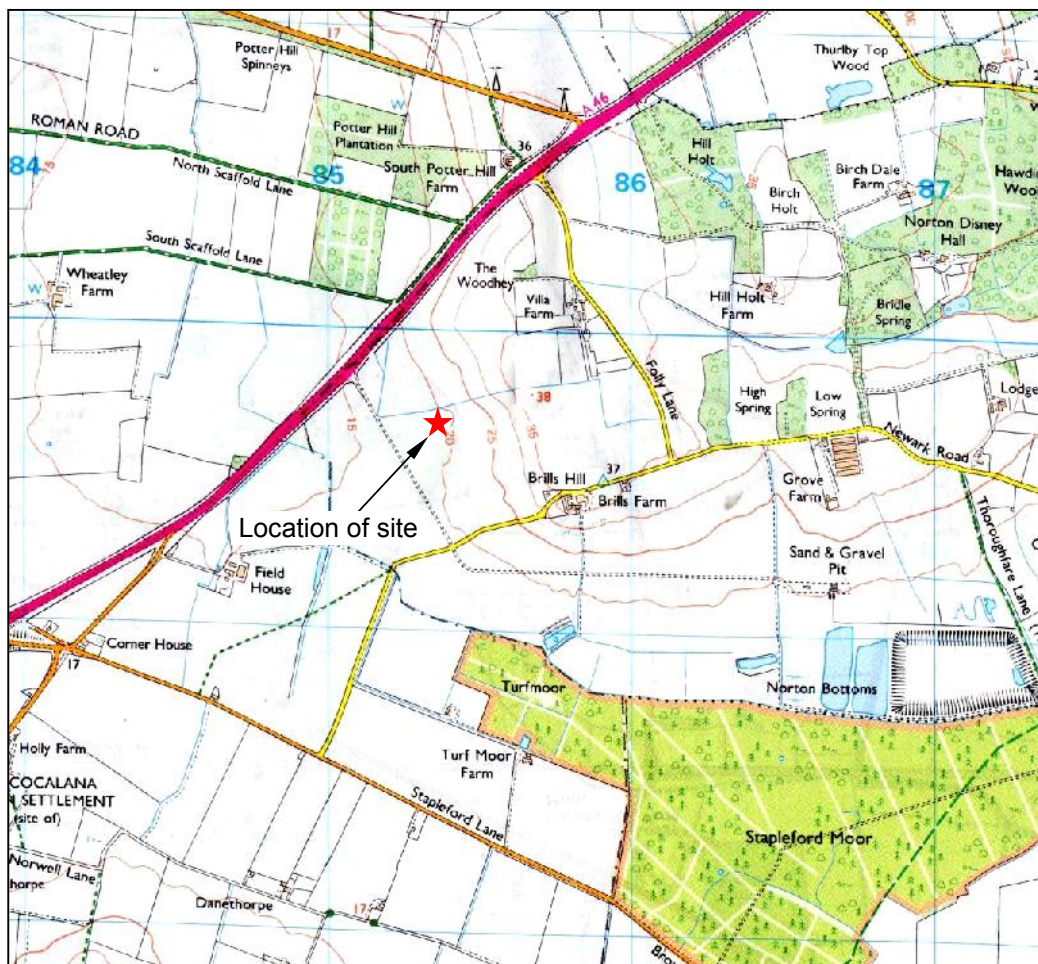 17
Potter Hill
Spinneys
Thurlby Top
Wood
A 46
ROMAN ROAD
W
Potter Hill
Plantation
36
84
North Scaffold Lane
85
South Potter Hill
Farm
Hill
Holt
86
35
Birch
Holt
Birch Dale
Farm
87
Norton Disney
Hall
15
South Scaffold Lane
Wheatley
Farm
W
The
Woodhey
Villa
Farm
Hill Holt
Farm
Bridle
Spring
Folly Lane
High
Spring
Low
Spring
Lodge
38
15
20
25
35
Newark Road
Brills Hill
37
Brills Farm
Grove
Farm
Location of site
Thoroughfare Lane
Sand & Gravel
Pit
Field
House
Corner House
17
Turfmoor
Norton Bottoms
Holly Farm
Turf Moor
Farm
COCALANA
SETTLEMENT
(site of)
Stapleford Lane
Stapleford Moor
Norwell Lane
thorpe
Danethorpe
17